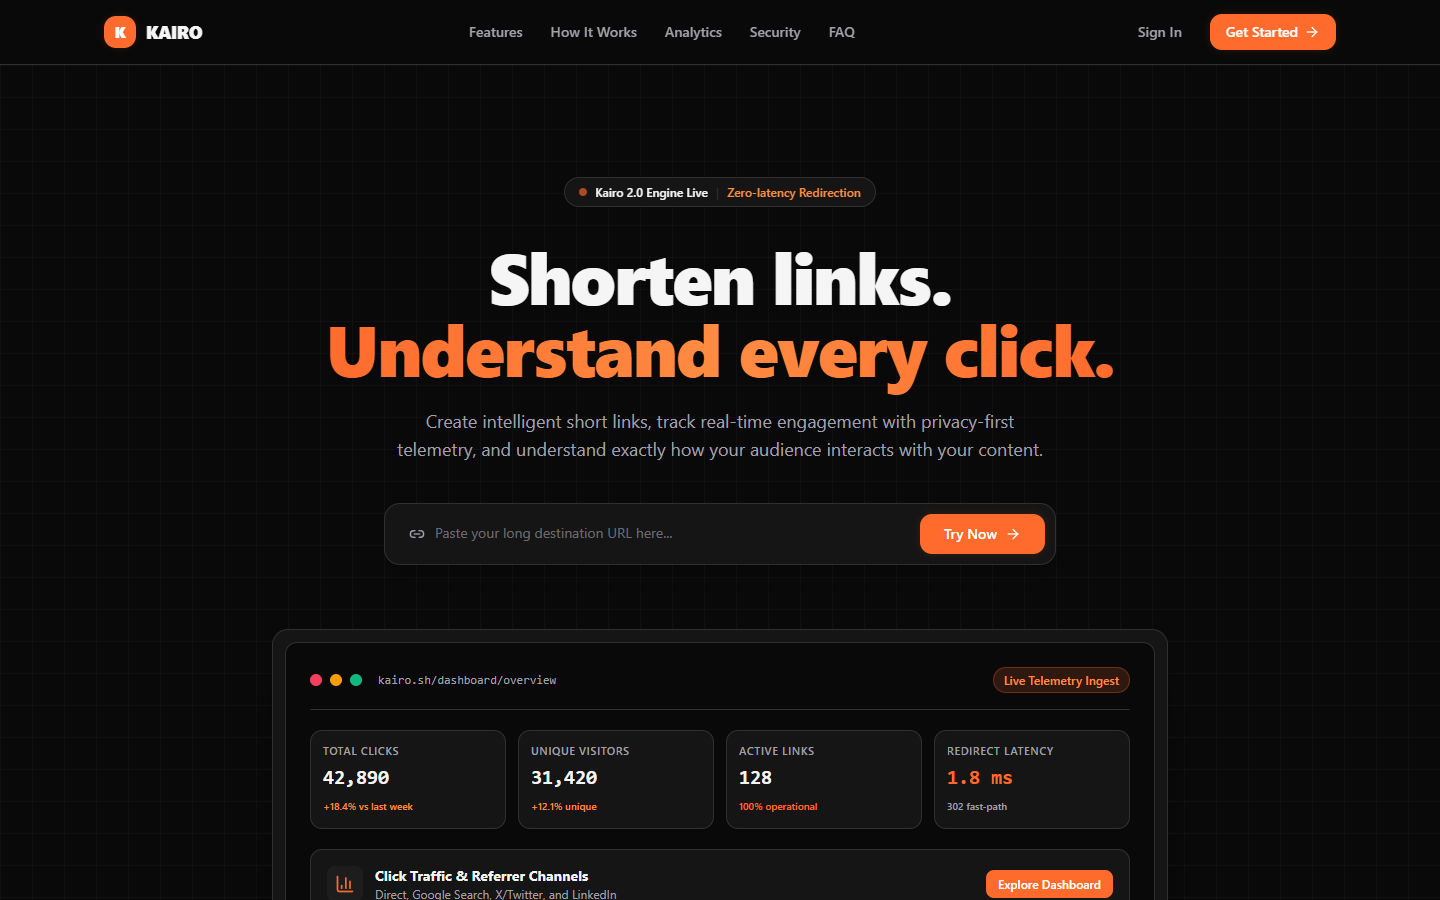 K KAIRO
Features
How It Works
Analytics
Security
FAQ
Sign In
Get Started →
Kairo 2.0 Engine Live | Zero-latency Redirection
Shorten links.
Understand every click.
Create intelligent short links, track real-time engagement with privacy-first
telemetry, and understand exactly how your audience interacts with your content.
Paste your long destination URL here...
Try Now →
kairo.sh/dashboard/overview
Live Telemetry Ingest
TOTAL CLICKS
42,890
+18.4% vs last week
UNIQUE VISITORS
31,420
+12.1% unique
ACTIVE LINKS
128
100% operational
REDIRECT LATENCY
1.8 ms
302 fast-path
Click Traffic & Referrer Channels
Direct, Google Search, X/Twitter, and LinkedIn
Explore Dashboard